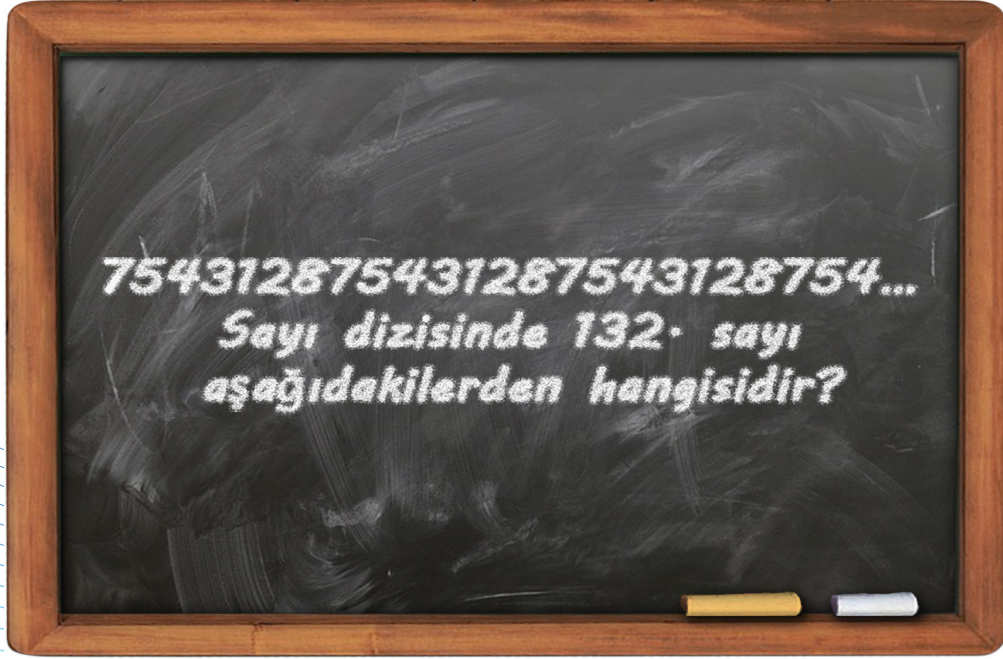 754312875431287543128754...
Sayı dizisinde 132. sayı
aşağıdakilerden hangisidir?